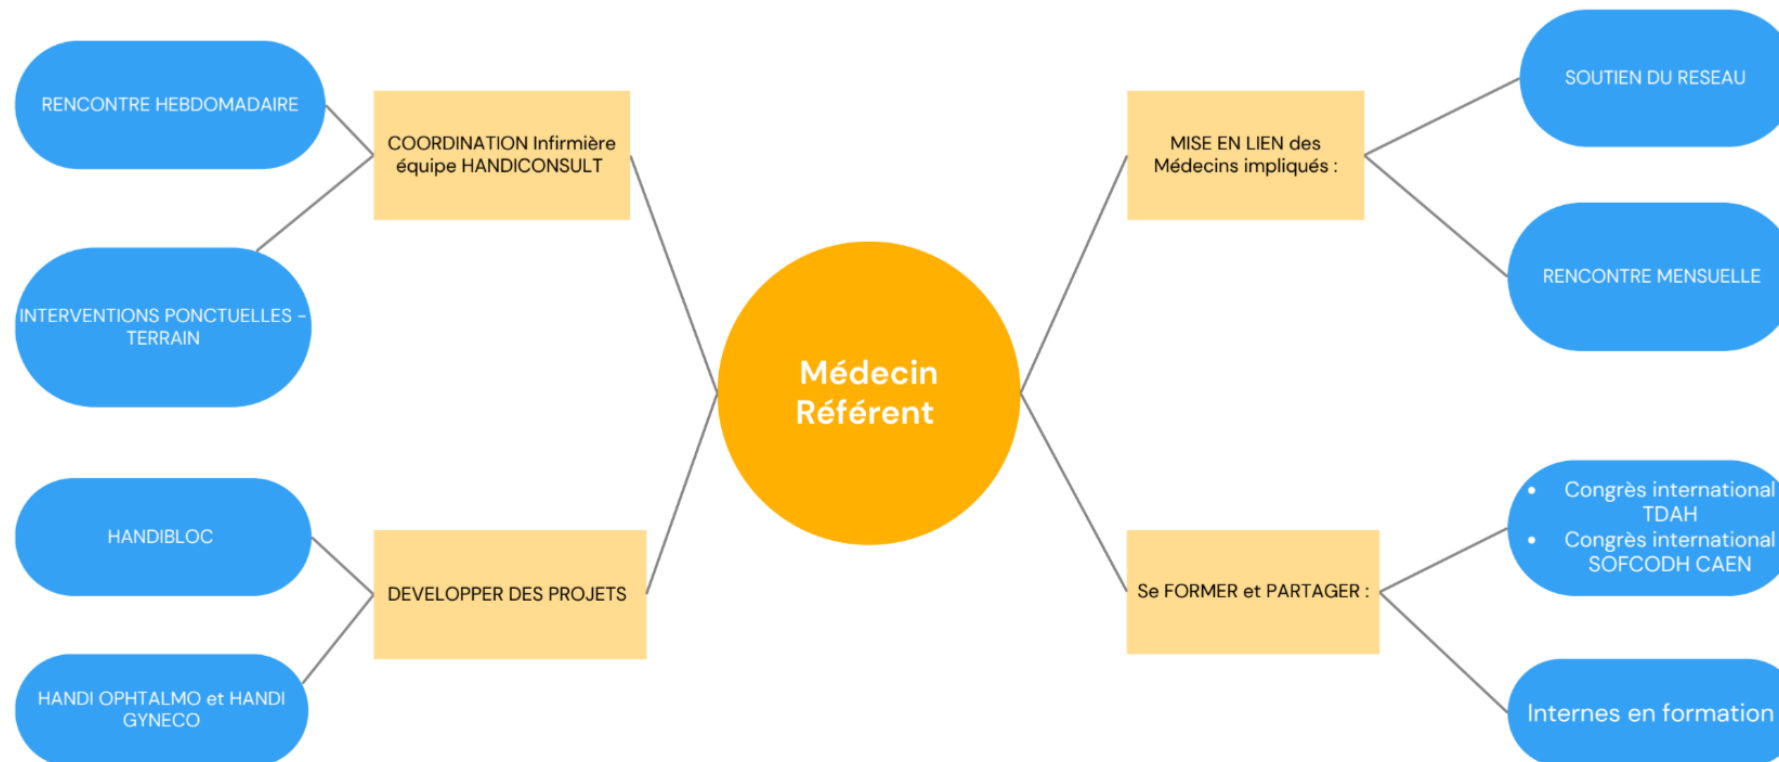 RENCONTRE HEBDOMADAIRE
COORDINATION Infirmière
équipe HANDICONSULT
INTERVENTIONS PONCTUELLES -
TERRAIN
HANDIBLOC
DEVELOPPER DES PROJETS
HANDI OPHTALMO et HANDI
GYNECO
Médecin
Référent
SOUTIEN DU RESEAU
MISE EN LIEN des
Médecins impliqués :
RENCONTRE MENSUELLE
• Congrès international
TDAH
• Congrès international
SOFCODH CAEN
Se FORMER et PARTAGER :
Internes en formation